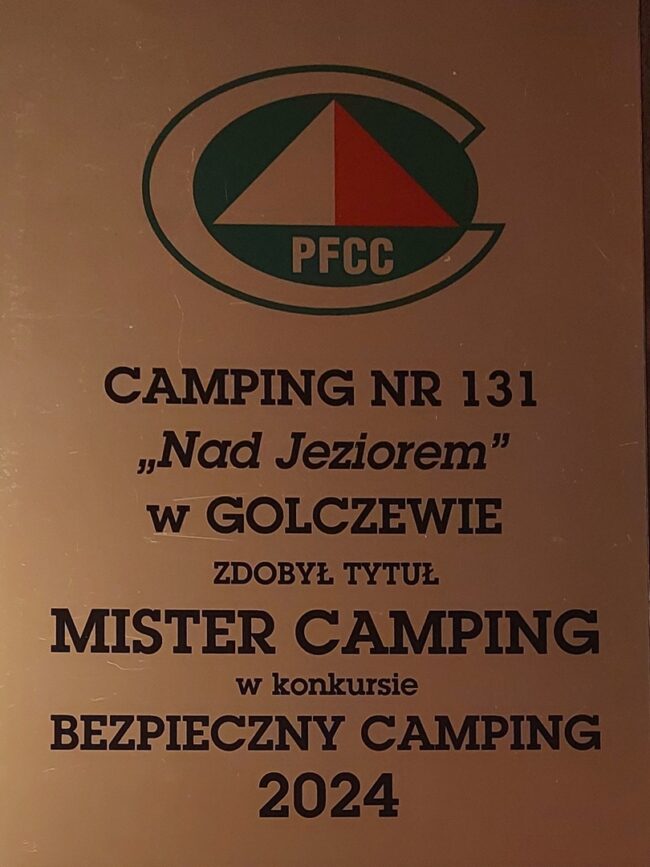 PFCC
CAMPING NR 131
„Nad Jeziorem”
w GOLCZEWIE
ZDOBYŁ TYTUŁ
MISTER CAMPING
w konkursie
BEZPIECZNY CAMPING
2024